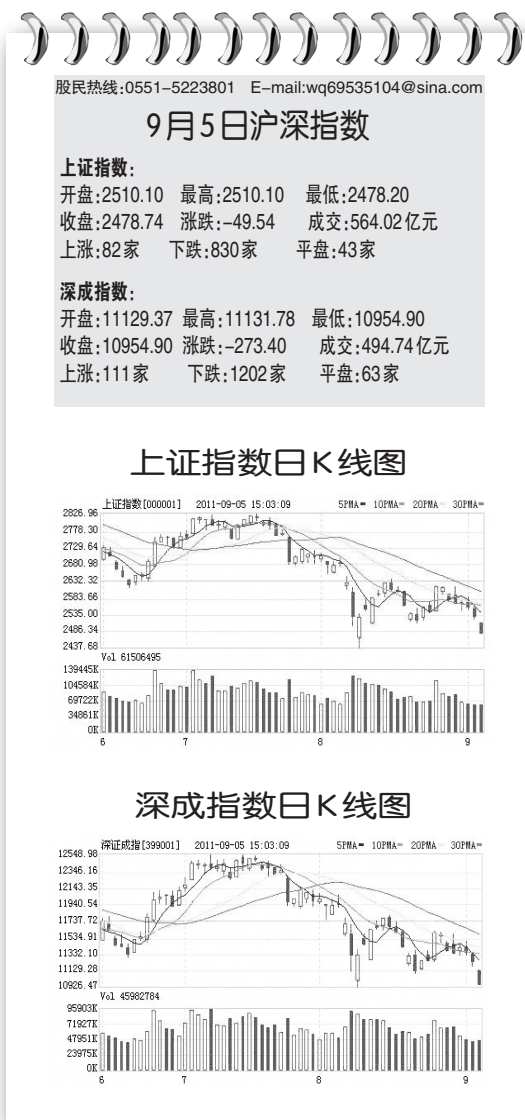 股民热线:0551-5223801 E-mail:wq69535104@sina.com
9月5日沪深指数
上证指数:
开盘:2510.10 最高:2510.10 最低:2478.20
收盘:2478.74 涨跌:-49.54 成交:564.02亿元
上涨:82家 下跌:830家 平盘:43家
深成指数:
开盘:11129.37 最高:11131.78 最低:10954.90
收盘:10954.90 涨跌:-273.40 成交:494.74亿元
上涨:111家 下跌:1202家 平盘:63家
上证指数日K线图
上证指数[000001] 2011-09-05 15:03:09 5PMA 10PMA 20PMA 30PMA
2826.96
2778.30
2729.64
2680.98
2632.32
2583.66
2535.00
2486.34
2437.68
Vol 61506495
139445K
104584K
69722K
34861K
0K
6 7 8 9
深成指数日K线图
深证成指[399001] 2011-09-05 15:03:09 5PMA 10PMA 20PMA 30PMA
12548.98
12346.16
12143.35
11940.54
11737.72
11534.91
11332.10
11129.28
10926.47
Vol 45982784
95903K
71927K
47951K
23975K
0K
6 7 8 9